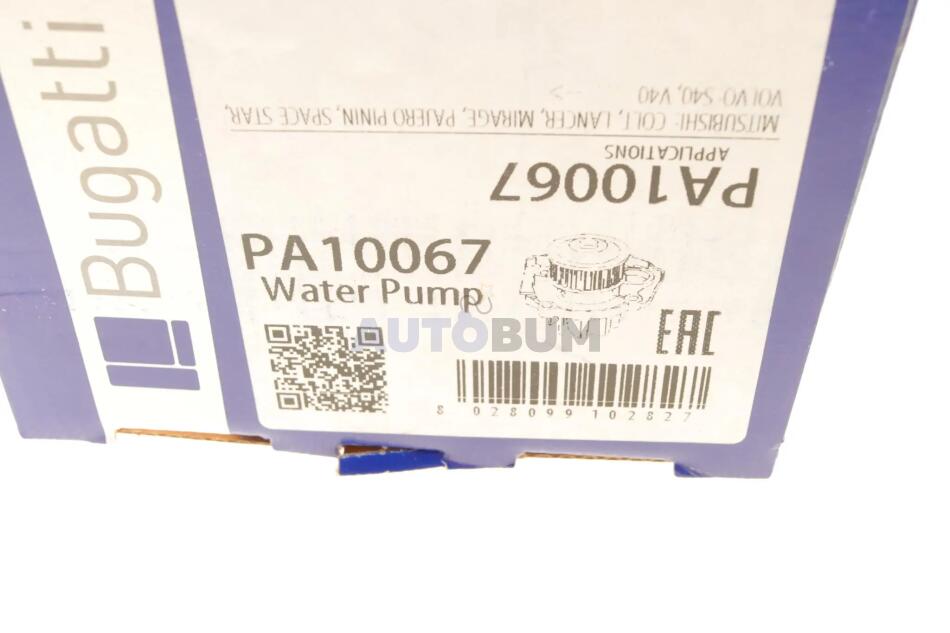 Bugatti
VOLVO: S40, V40
MITSUBISHI: COLT, LANCER, MIRAGE, PAJERO PININ, SPACE STAR,
APPLICATIONS
PA10067
PA10067
Water Pump
AUTOBUM
EAC
8 028099 102827